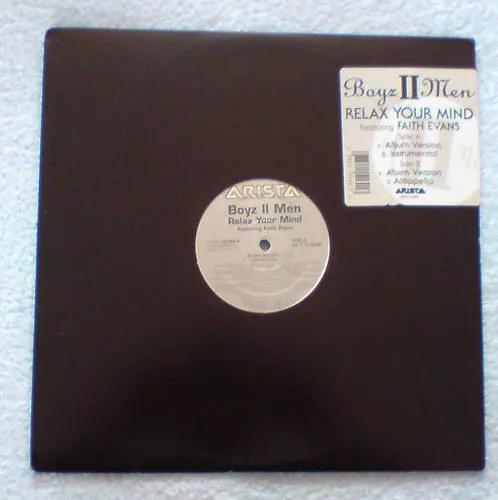 Boyz II Men
RELAX YOUR MIND
Featuring FAITH EVANS
Side A
1. Album Version
2. Instrumental
Side B
1. Album Version
2. Acappella
ARISTA
ARISTA
Boyz II Men
Relax Your Mind
Featuring Faith Evans